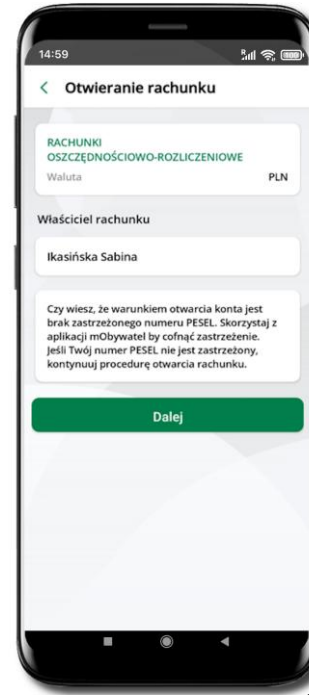 14:59
Otwieranie rachunku
RACHUNKI
OSZCZĘDNOŚCIOWO-ROZLICZENIOWE
Waluta PLN
Właściciel rachunku
Ikasińska Sabina
Czy wiesz, że warunkiem otwarcia konta jest
brak zastrzeżonego numeru PESEL. Skorzystaj z
aplikacji mObywatel by cofnąć zastrzeżenie.
Jeśli Twój numer PESEL nie jest zastrzeżony,
kontynuuj procedurę otwarcia rachunku.
Dalej